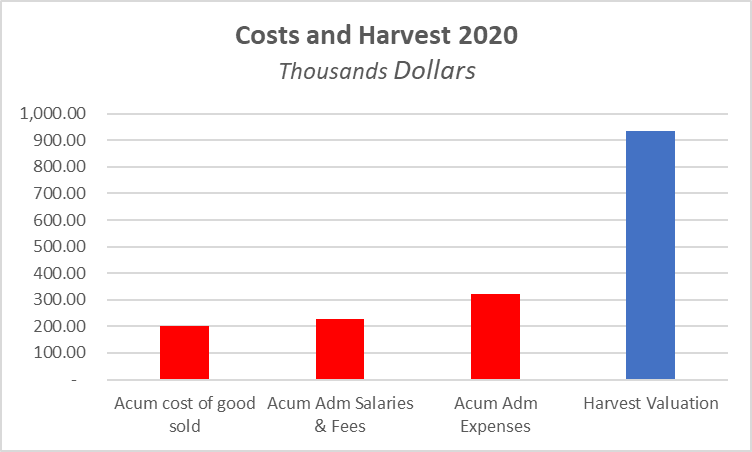 Costs and Harvest 2020
Thousands Dollars
1,000.00
900.00
800.00
700.00
600.00
500.00
400.00
300.00
200.00
100.00
-
Acum cost of good
sold
Acum Adm Salaries
& Fees
Acum Adm
Expenses
Harvest Valuation